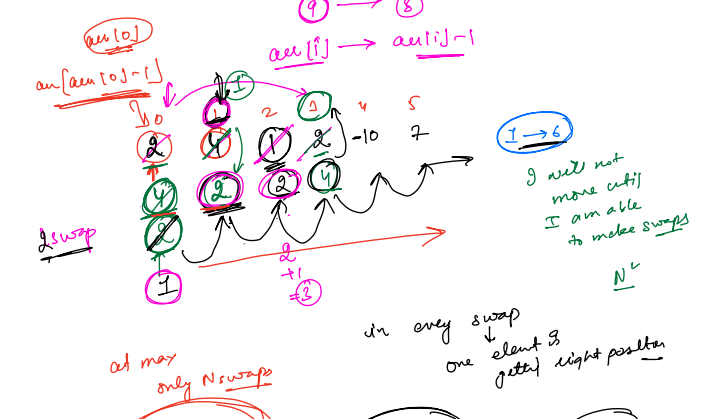 9 → 8
arr[0]
arr[i] → arr[i]-1
arr[arr[0]-1]
1
0 1 2 3 4 5
2 4 1 2 -10 7
1 → 6
I will not
move until
I am able
to make swaps
4 2 2 4
2
2 swap
2
+1
=3
1
N
in every swap
↓
one element is
getting right position
at max
only N swaps